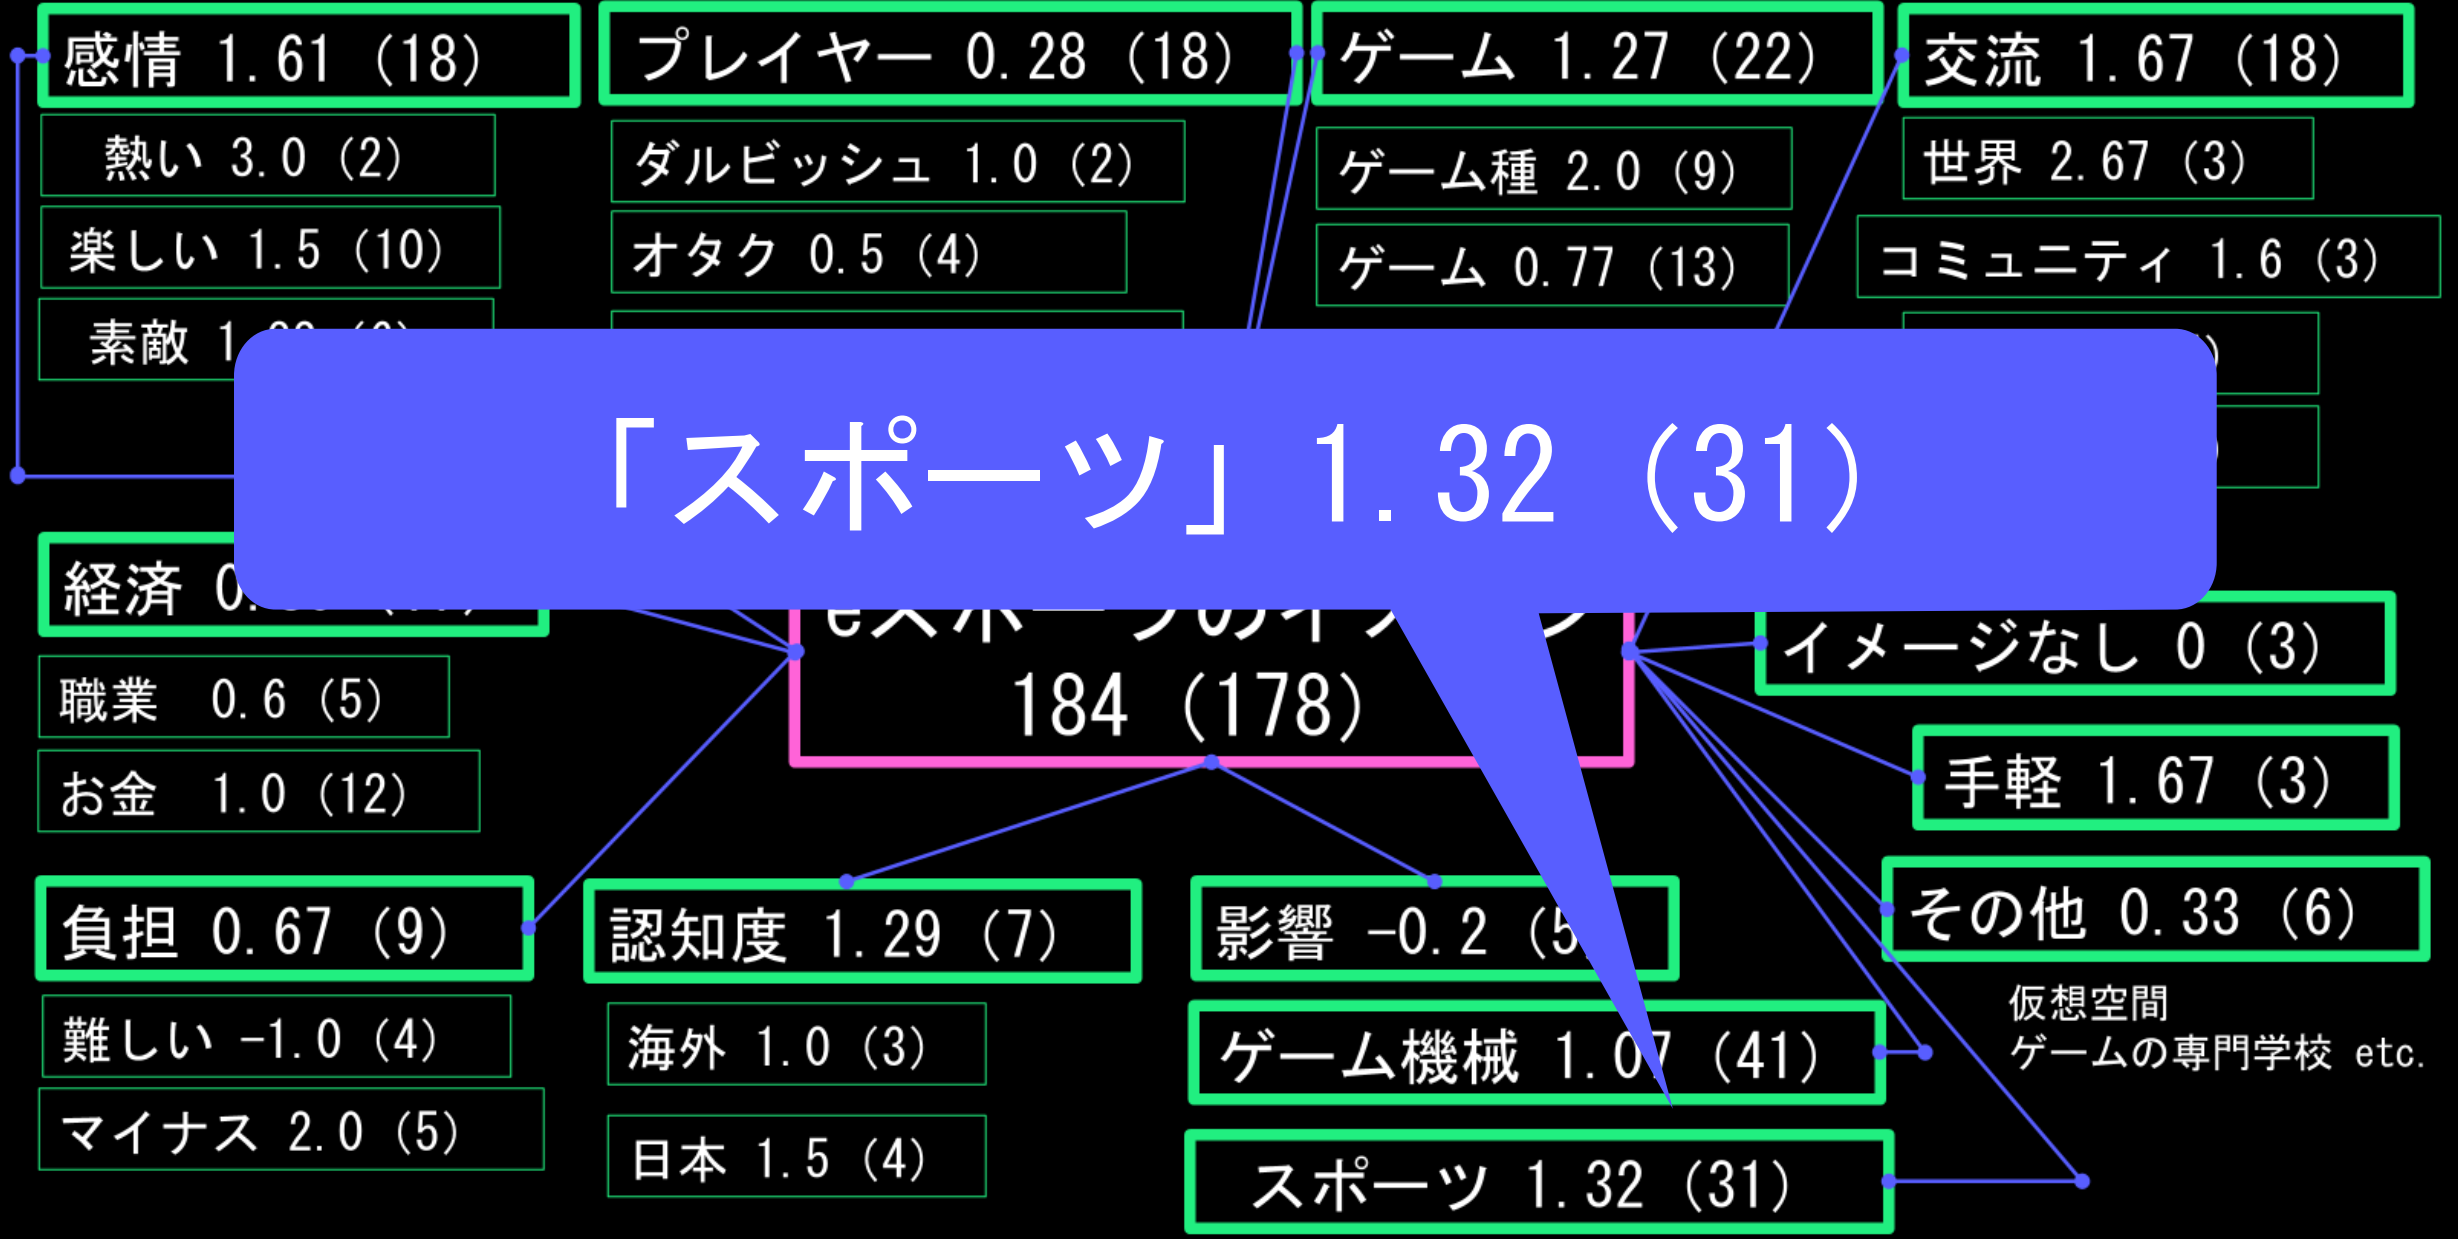 感情 1.61 (18)
熱い 3.0 (2)
楽しい 1.5 (10)
素敵 1
プレイヤー 0.28 (18)
ダルビッシュ 1.0 (2)
オタク 0.5 (4)
ゲーム 1.27 (22)
ゲーム種 2.0 (9)
ゲーム 0.77 (13)
交流 1.67 (18)
世界 2.67 (3)
コミュニティ 1.6 (3)
「スポーツ」1.32 (31)
経済 0.
職業 0.6 (5)
お金 1.0 (12)
184 (178)
イメージなし 0 (3)
手軽 1.67 (3)
その他 0.33 (6)
仮想空間
ゲームの専門学校 etc.
負担 0.67 (9)
難しい -1.0 (4)
マイナス 2.0 (5)
認知度 1.29 (7)
海外 1.0 (3)
日本 1.5 (4)
影響 -0.2 (5
ゲーム機械 1.07 (41)
スポーツ 1.32 (31)